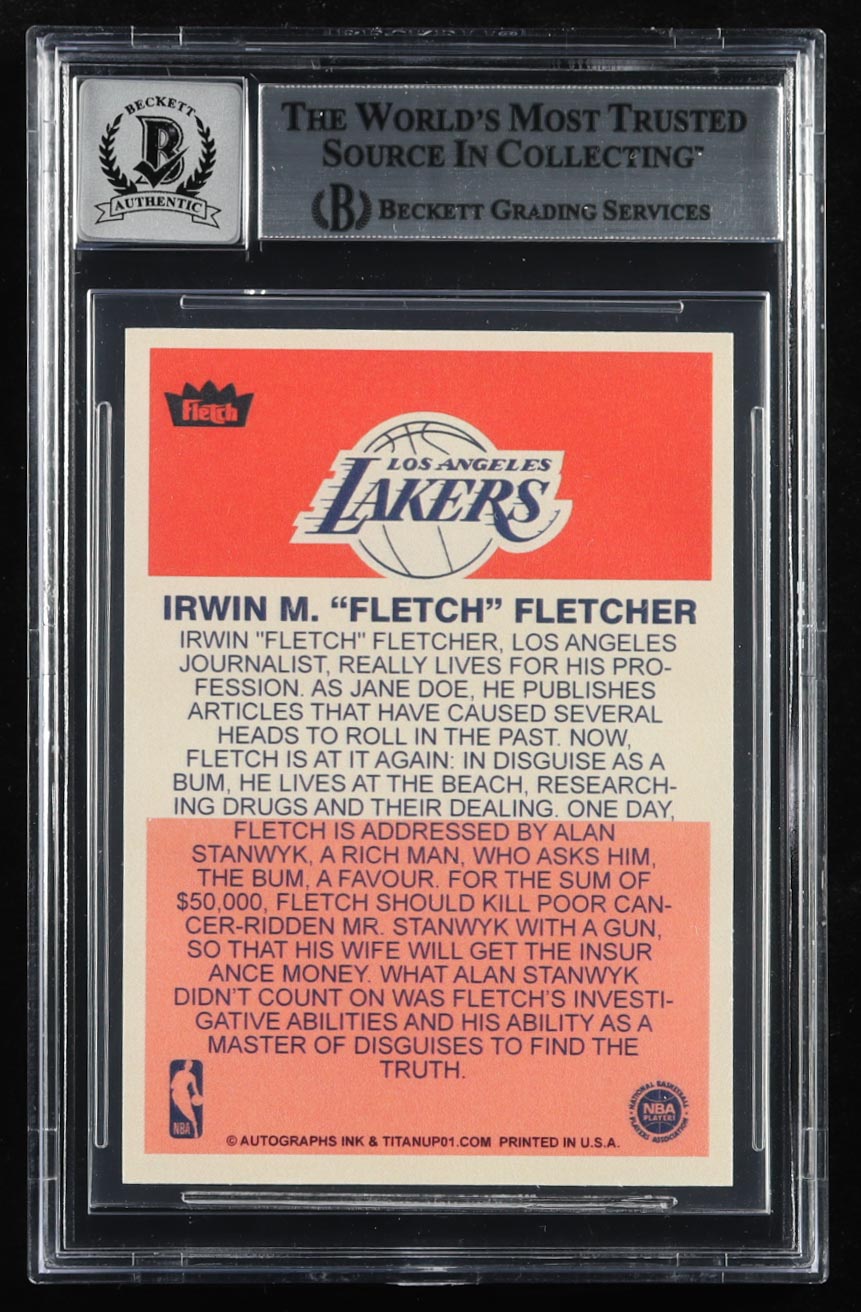 BECKETT
B
AUTHENTIC
THE WORLD'S MOST TRUSTED
SOURCE IN COLLECTING™
B BECKETT GRADING SERVICES
Fletch
LOS ANGELES
LAKERS
IRWIN M. “FLETCH” FLETCHER
IRWIN "FLETCH" FLETCHER, LOS ANGELES
JOURNALIST, REALLY LIVES FOR HIS PRO-
FESSION. AS JANE DOE, HE PUBLISHES
ARTICLES THAT HAVE CAUSED SEVERAL
HEADS TO ROLL IN THE PAST. NOW,
FLETCH IS AT IT AGAIN: IN DISGUISE AS A
BUM, HE LIVES AT THE BEACH, RESEARCH-
ING DRUGS AND THEIR DEALING. ONE DAY,
FLETCH IS ADDRESSED BY ALAN
STANWYK, A RICH MAN, WHO ASKS HIM,
THE BUM, A FAVOUR. FOR THE SUM OF
$50,000, FLETCH SHOULD KILL POOR CAN-
CER-RIDDEN MR. STANWYK WITH A GUN,
SO THAT HIS WIFE WILL GET THE INSUR
ANCE MONEY. WHAT ALAN STANWYK
DIDN'T COUNT ON WAS FLETCH'S INVESTI-
GATIVE ABILITIES AND HIS ABILITY AS A
MASTER OF DISGUISES TO FIND THE
TRUTH.
NBA
NATIONAL BASKETBALL
NBA
PLAYERS
PLAYERS ASSOCIATION
© AUTOGRAPHS INK & TITANUP01.COM PRINTED IN U.S.A.